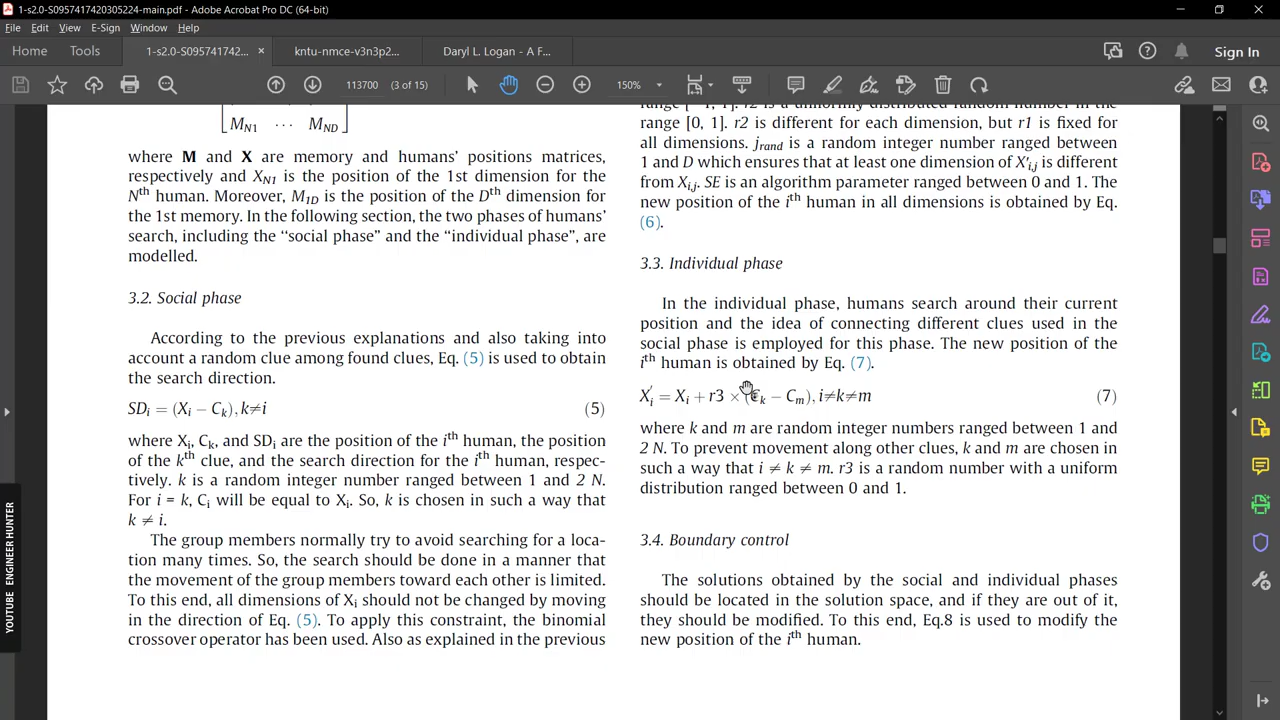 1-s2.0-S0957417420305224-main.pdf - Adobe Acrobat Pro DC (64-bit)
File Edit View E-Sign Window Help
Home Tools 1-s2.0-S095741742... × kntu-nmce-v3n3p2... Daryl L. Logan - A F... Sign In
113700 (3 of 15) 150%
M_N1 ⋯ M_ND
where M and X are memory and humans' positions matrices,
respectively and X_N1 is the position of the 1st dimension for the
N^th human. Moreover, M_1D is the position of the D^th dimension for
the 1st memory. In the following section, the two phases of humans'
search, including the "social phase" and the "individual phase", are
modelled.
3.2. Social phase
According to the previous explanations and also taking into
account a random clue among found clues, Eq. (5) is used to obtain
the search direction.
SD_i = (X_i − C_k), k≠i (5)
where X_i, C_k, and SD_i are the position of the i^th human, the position
of the k^th clue, and the search direction for the i^th human, respec-
tively. k is a random integer number ranged between 1 and 2 N.
For i = k, C_i will be equal to X_i. So, k is chosen in such a way that
k ≠ i.
The group members normally try to avoid searching for a loca-
tion many times. So, the search should be done in a manner that
the movement of the group members toward each other is limited.
To this end, all dimensions of X_i should not be changed by moving
in the direction of Eq. (5). To apply this constraint, the binomial
crossover operator has been used. Also as explained in the previous
range [−1, 1]. r2 is a uniformly distributed random number in the
range [0, 1]. r2 is different for each dimension, but r1 is fixed for
all dimensions. j_rand is a random integer number ranged between
1 and D which ensures that at least one dimension of X'_i,j is different
from X_i,j. SE is an algorithm parameter ranged between 0 and 1. The
new position of the i^th human in all dimensions is obtained by Eq.
(6).
3.3. Individual phase
In the individual phase, humans search around their current
position and the idea of connecting different clues used in the
social phase is employed for this phase. The new position of the
i^th human is obtained by Eq. (7).
X'_i = X_i + r3 × (C_k − C_m), i≠k≠m (7)
where k and m are random integer numbers ranged between 1 and
2 N. To prevent movement along other clues, k and m are chosen in
such a way that i ≠ k ≠ m. r3 is a random number with a uniform
distribution ranged between 0 and 1.
3.4. Boundary control
The solutions obtained by the social and individual phases
should be located in the solution space, and if they are out of it,
they should be modified. To this end, Eq.8 is used to modify the
new position of the i^th human.
YOUTUBE ENGINEER HUNTER